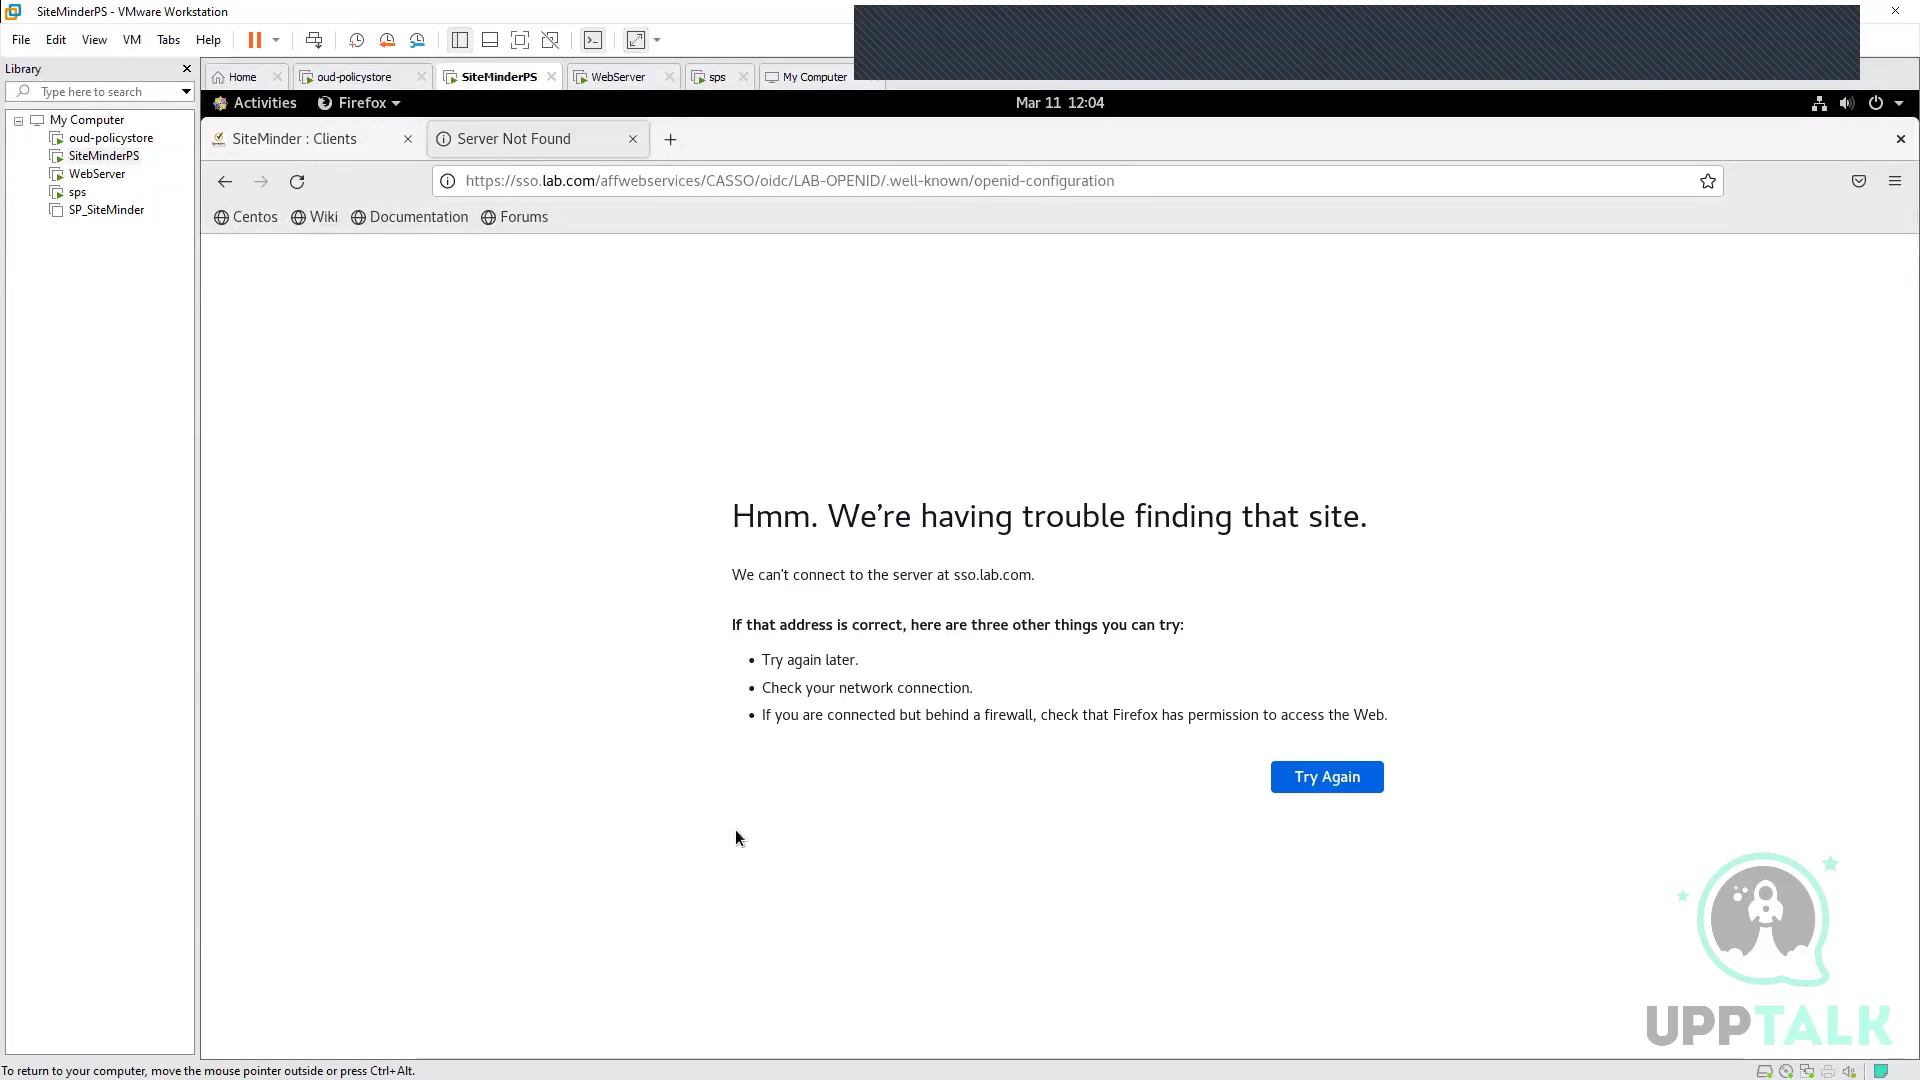 SiteMinderPS - VMware Workstation
File Edit View VM Tabs Help
Library
Type here to search
My Computer
oud-policystore
SiteMinderPS
WebServer
sps
SP_SiteMinder
Home oud-policystore SiteMinderPS WebServer sps My Computer
Activities Firefox Mar 11 12:04
SiteMinder : Clients Server Not Found
https://sso.lab.com/affwebservices/CASSO/oidc/LAB-OPENID/.well-known/openid-configuration
Centos Wiki Documentation Forums
Hmm. We’re having trouble finding that site.
We can’t connect to the server at sso.lab.com.
If that address is correct, here are three other things you can try:
• Try again later.
• Check your network connection.
• If you are connected but behind a firewall, check that Firefox has permission to access the Web.
Try Again
UPPTALK
To return to your computer, move the mouse pointer outside or press Ctrl+Alt.